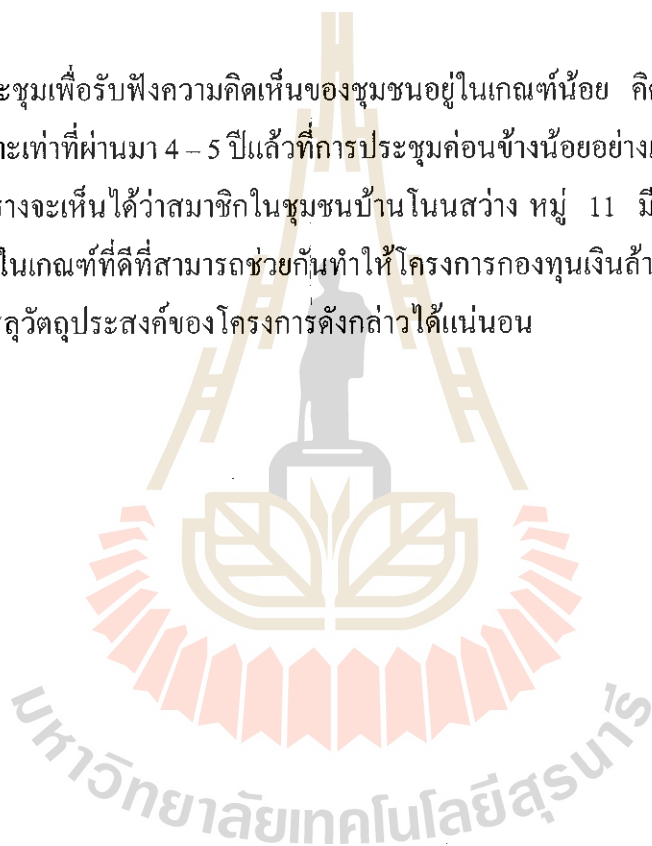 ะชุมเพื่อรับฟังความคิดเห็นของชุมชนอยู่ในเกณฑ์น้อย คิด
าะเท่าที่ผ่านมา 4 – 5 ปีแล้วที่การประชุมค่อนข้างน้อยอย่างเ
รางจะเห็นได้ว่าสมาชิกในชุมชนบ้านโนนสว่าง หมู่ 11 มี
ในเกณฑ์ที่ดีที่สามารถช่วยกันทำให้โครงการกองทุนเงินล้า
ลุวัตถุประสงค์ของโครงการดังกล่าวได้แน่นอน
มหาวิทยาลัยเทคโนโลยีสุรนารี